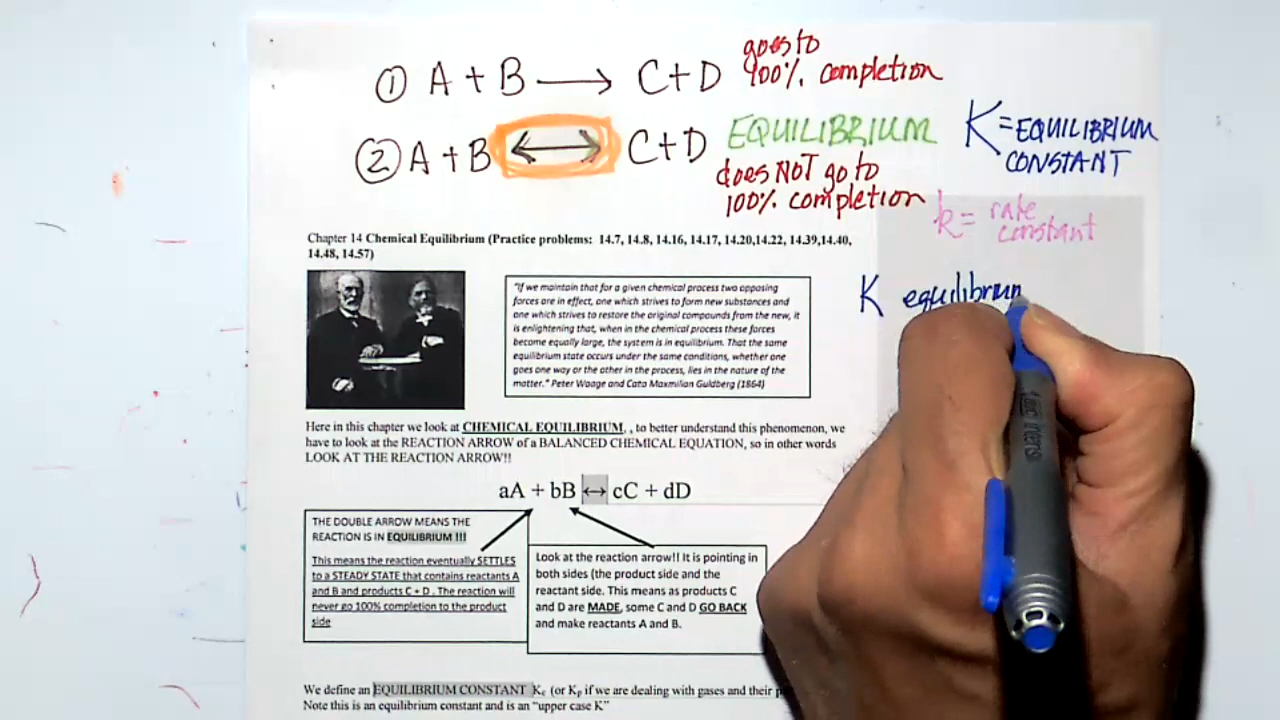 ① A + B → C + D goes to
100% completion
② A + B ↔ C + D EQUILIBRIUM
does NOT go to
100% completion
K = EQUILIBRIUM
CONSTANT
k = rate
constant
K equilibrium
Chapter 14 Chemical Equilibrium (Practice problems: 14.7, 14.8, 14.16, 14.17, 14.20,14.22, 14.39,14.40,
14.48, 14.57)
"If we maintain that for a given chemical process two opposing
forces are in effect, one which strives to form new substances and
one which strives to restore the original compounds from the new, it
is enlightening that, when in the chemical process these forces
become equally large, the system is in equilibrium. That the same
equilibrium state occurs under the same conditions, whether one
goes one way or the other in the process, lies in the nature of the
matter." Peter Waage and Cato Maxmilian Guldberg (1864)
Here in this chapter we look at CHEMICAL EQUILIBRIUM, , to better understand this phenomenon, we
have to look at the REACTION ARROW of a BALANCED CHEMICAL EQUATION, so in other words
LOOK AT THE REACTION ARROW!!
aA + bB ↔ cC + dD
THE DOUBLE ARROW MEANS THE
REACTION IS IN EQUILIBRIUM !!!
This means the reaction eventually SETTLES
to a STEADY STATE that contains reactants A
and B and products C + D . The reaction will
never go 100% completion to the product
side
Look at the reaction arrow!! It is pointing in
both sides (the product side and the
reactant side. This means as products C
and D are MADE, some C and D GO BACK
and make reactants A and B.
We define an EQUILIBRIUM CONSTANT Kc (or Kp if we are dealing with gases and their
Note this is an equilibrium constant and is an "upper case K"